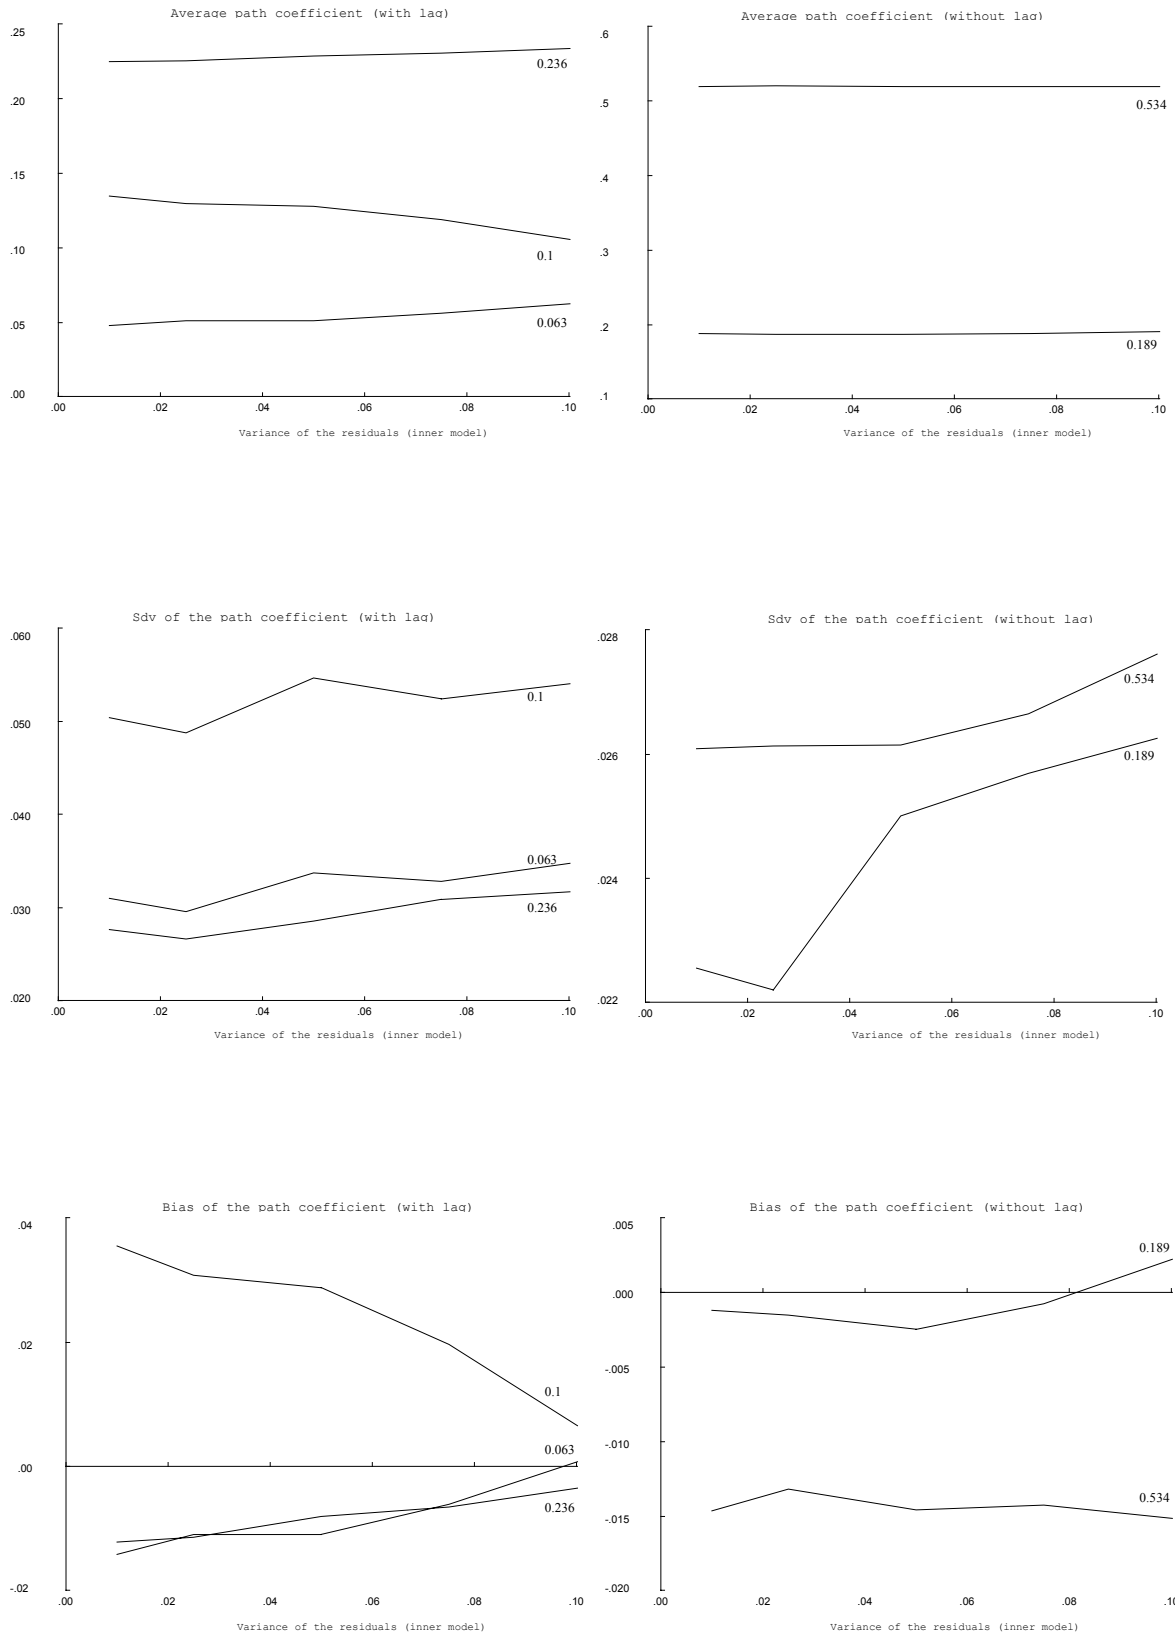 Average path coefficient (with lag)
.25
.20
.15
.10
.05
.00
0.236
0.1
0.063
.00 .02 .04 .06 .08 .10
Variance of the residuals (inner model)
Average path coefficient (without lag)
.6
.5
.4
.3
.2
.1
0.534
0.189
.00 .02 .04 .06 .08 .10
Variance of the residuals (inner model)
Sdv of the path coefficient (with lag)
.060
.050
.040
.030
.020
0.1
0.063
0.236
.00 .02 .04 .06 .08 .10
Variance of the residuals (inner model)
Sdv of the path coefficient (without lag)
.028
.026
.024
.022
0.534
0.189
.00 .02 .04 .06 .08 .10
Variance of the residuals (inner model)
Bias of the path coefficient (with lag)
.04
.02
.00
-.02
0.1
0.063
0.236
.00 .02 .04 .06 .08 .10
Variance of the residuals (inner model)
Bias of the path coefficient (without lag)
.005
.000
-.005
-.010
-.015
-.020
0.189
0.534
.00 .02 .04 .06 .08 .10
Variance of the residuals (inner model)